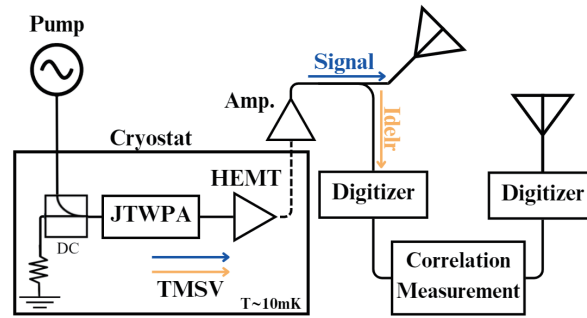 Pump
Signal
Amp.
Idelr
Cryostat
HEMT
Digitizer
Digitizer
JTWPA
DC
Correlation
Measurement
TMSV
T~10mK